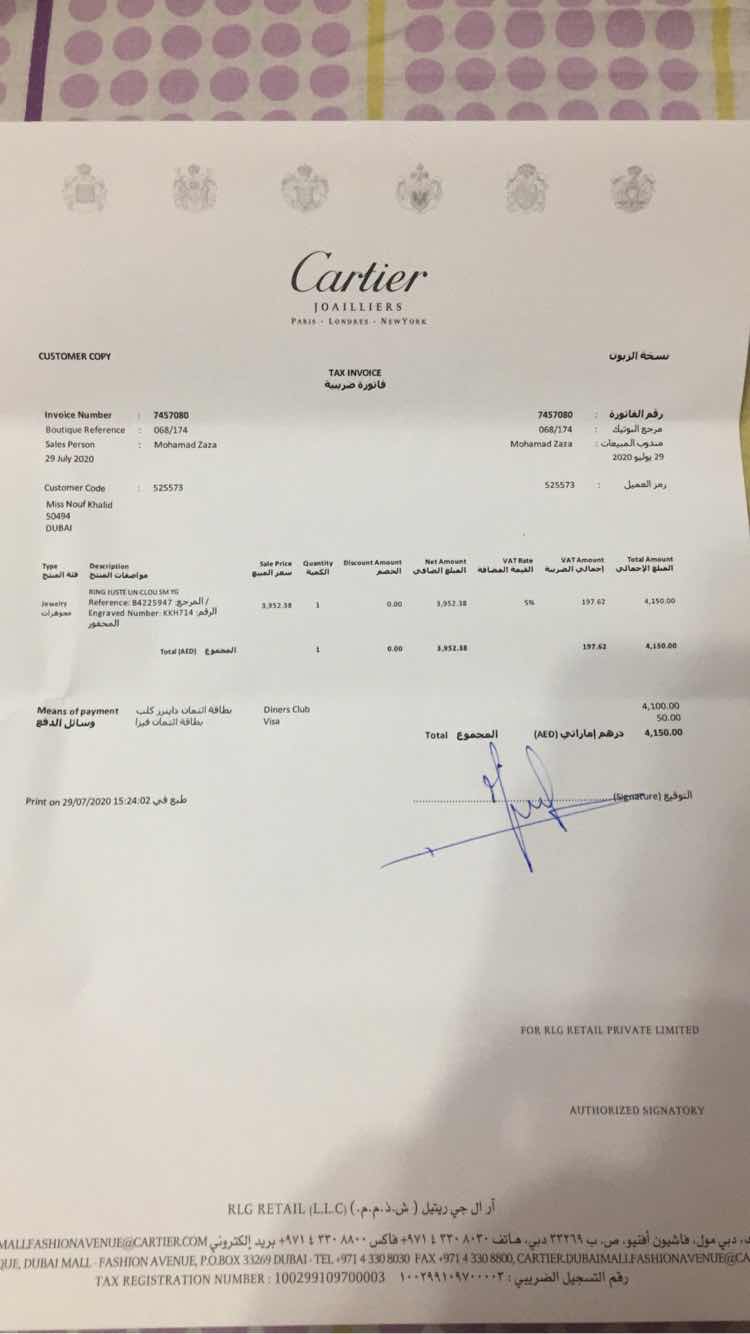 Cartier
JOAILLIERS
PARIS - LONDRES - NEWYORK
CUSTOMER COPY نسخة الزبون
TAX INVOICE
فاتورة ضريبية
Invoice Number : 7457080 7457080 : رقم الفاتورة
Boutique Reference : 068/174 068/174 : مرجع البوتيك
Sales Person : Mohamad Zaza Mohamad Zaza : مندوب المبيعات
29 July 2020 29 يوليو 2020
Customer Code : 525573 525573 : رمز العميل
Miss Nouf Khalid
50494
DUBAI
Type Description Sale Price Quantity Discount Amount Net Amount VAT Rate VAT Amount Total Amount
فئة المنتج مواصفات المنتج سعر المبيع الكمية الخصم المبلغ الصافي القيمة المضافة إجمالي الضريبة المبلغ الإجمالي
RING JUSTE UN CLOU SM YG
Jewelry Reference: B4225947 :المرجع / 3,952.38 1 0.00 3,952.38 5% 197.62 4,150.00
مجوهرات Engraved Number: KKH714 :الرقم
المحفور
Total (AED) المجموع 1 0.00 3,952.38 197.62 4,150.00
Means of payment بطاقة ائتمان داينرز كلب Diners Club 4,100.00
وسائل الدفع بطاقة ائتمان فيزا Visa 50.00
Total المجموع (AED) درهم إماراتي 4,150.00
Print on 29/07/2020 15:24:02 طبع في (Signature) التوقيع
FOR RLG RETAIL PRIVATE LIMITED
AUTHORIZED SIGNATORY
RLG RETAIL (L.L.C) (.ش.ذ.م.م) آر ال جي ريتيل
دبي مول، فاشيون أفنيو، ص. ب ٣٣٢٦٩ دبي، هاتف ٨٠٣٠ ٣٣٠ ٤ ٩٧١+ فاكس ٨٨٠٠ ٣٣٠ ٤ ٩٧١+ بريد إلكتروني MALLFASHIONAVENUE@CARTIER.COM
QUE, DUBAI MALL - FASHION AVENUE, P.O.BOX 33269 DUBAI - TEL +971 4 330 8030 FAX +971 4 330 8800, CARTIER.DUBAIMALLFASHIONAVENUE@CA
TAX REGISTRATION NUMBER : 100299109700003 رقم التسجيل الضريبي : ١٠٠٢٩٩١٠٩٧٠٠٠٠٣